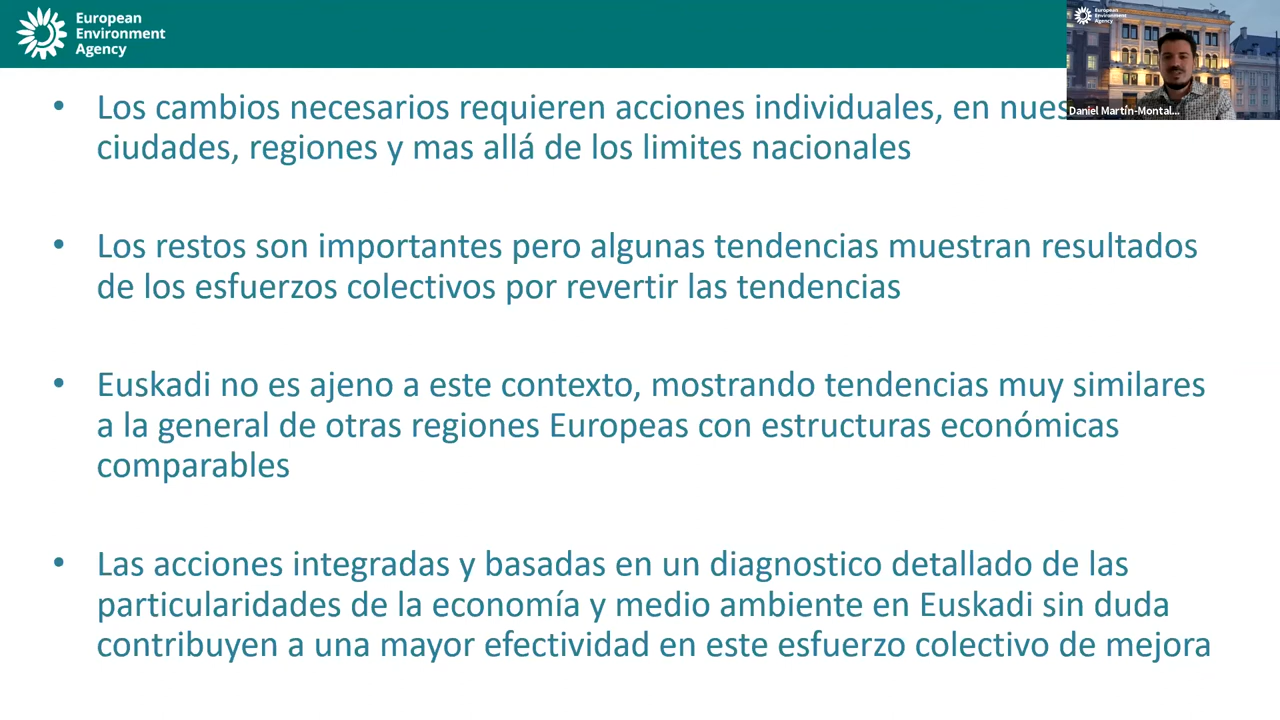 European
Environment
Agency
European
Environment
Agency
Daniel Martín-Montal...
• Los cambios necesarios requieren acciones individuales, en nues
ciudades, regiones y mas allá de los limites nacionales
• Los restos son importantes pero algunas tendencias muestran resultados
de los esfuerzos colectivos por revertir las tendencias
• Euskadi no es ajeno a este contexto, mostrando tendencias muy similares
a la general de otras regiones Europeas con estructuras económicas
comparables
• Las acciones integradas y basadas en un diagnostico detallado de las
particularidades de la economía y medio ambiente en Euskadi sin duda
contribuyen a una mayor efectividad en este esfuerzo colectivo de mejora